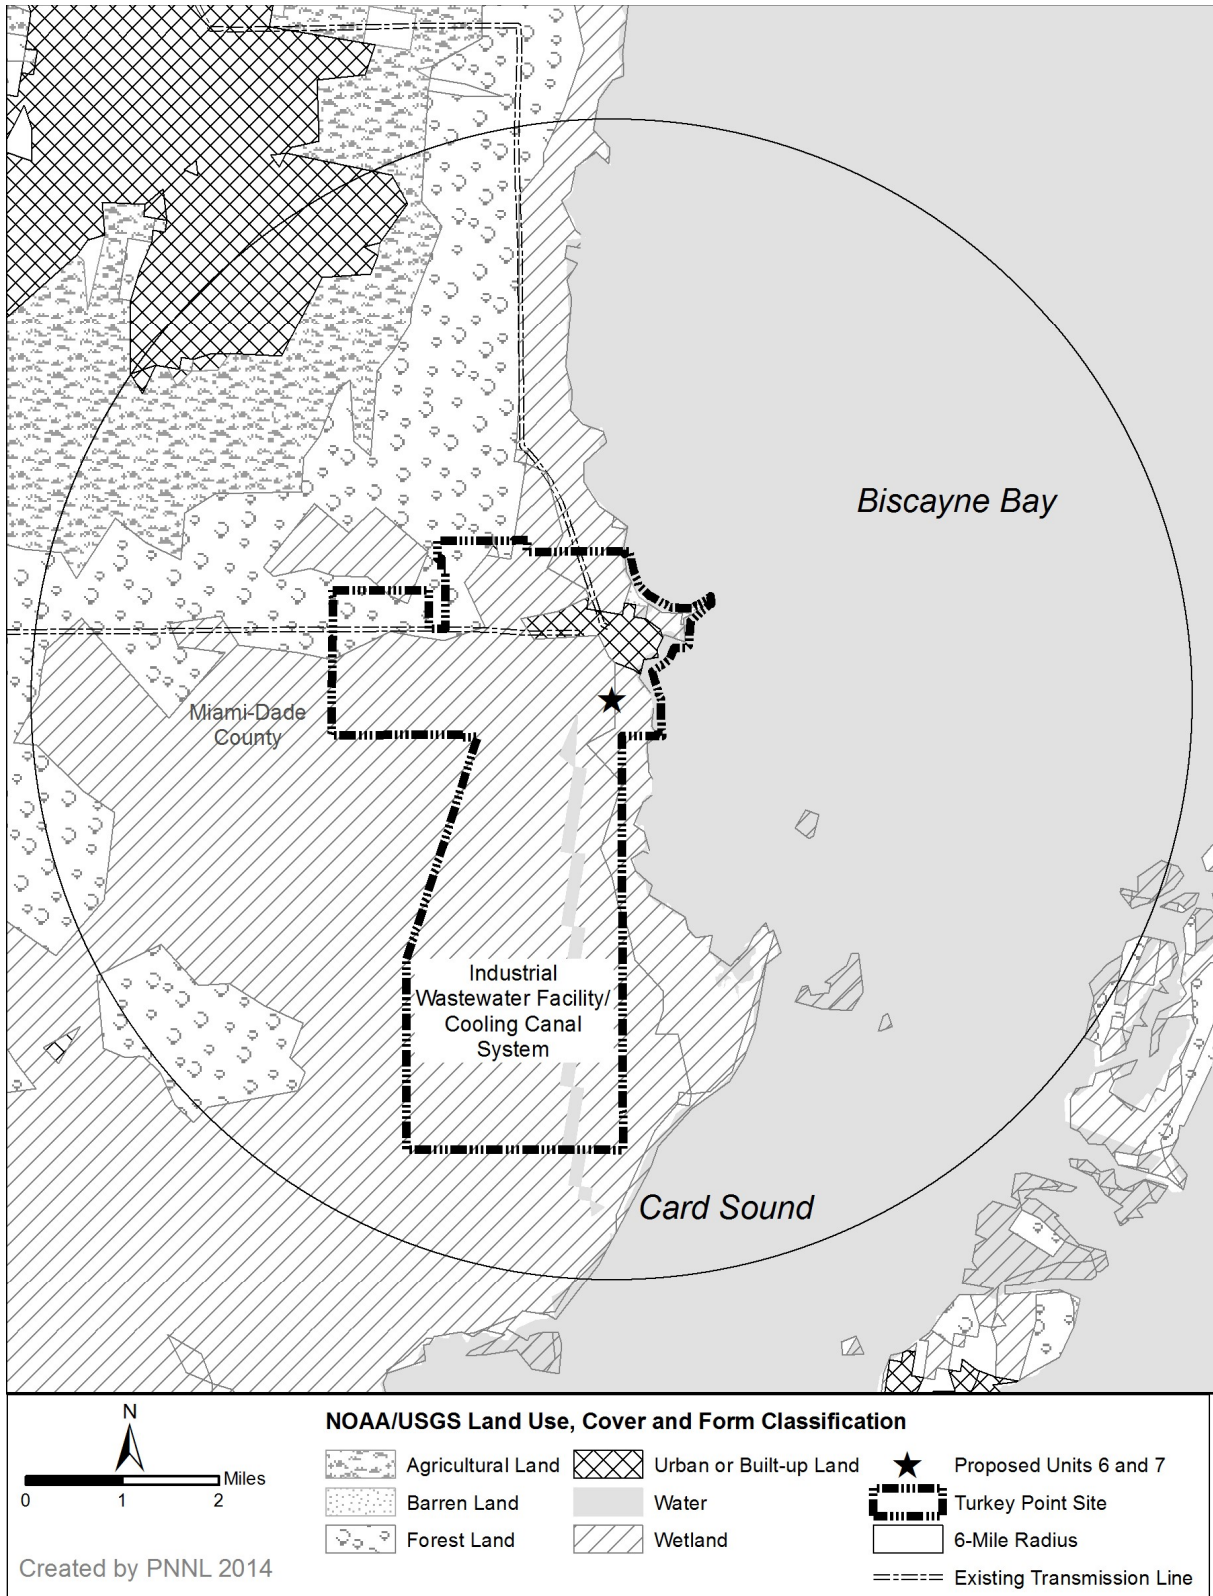 Biscayne Bay
Miami-Dade
County
Industrial
Wastewater Facility/
Cooling Canal
System
Card Sound
N
Miles
0 1 2
Created by PNNL 2014
NOAA/USGS Land Use, Cover and Form Classification
Agricultural Land
Barren Land
Forest Land
Urban or Built-up Land
Water
Wetland
Proposed Units 6 and 7
Turkey Point Site
6-Mile Radius
Existing Transmission Line